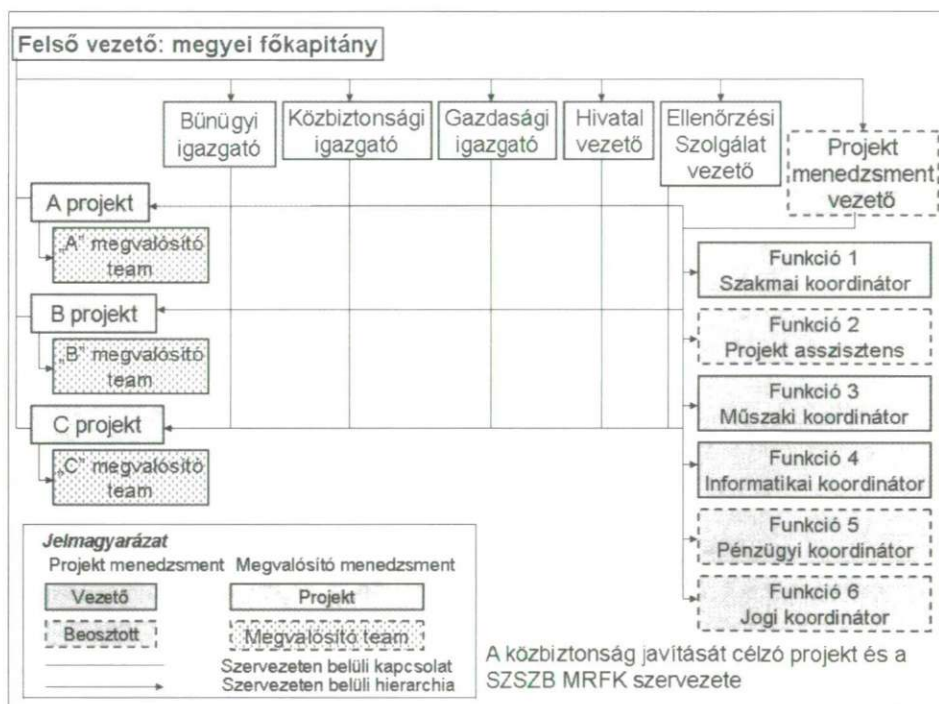 Felső vezető: megyei főkapitány
Bünügyi
igazgató
Közbiztonsági
igazgató
Gazdasági
igazgató
Hivatal
vezető
Ellenőrzési
Szolgálat
vezető
Projekt
menedzsment
vezető
A projekt
„A” megvalósító
team
B projekt
„B” megvalósító
team
C projekt
„C” megvalósító
team
Funkció 1
Szakmai koordinátor
Funkció 2
Projekt asszisztens
Funkció 3
Műszaki koordinátor
Funkció 4
Informatikai koordinátor
Funkció 5
Pénzügyi koordinátor
Funkció 6
Jogi koordinátor
Jelmagyarázat
Projekt menedzsment Megvalósító menedzsment
Vezető Projekt
Beosztott Megvalósító team
Szervezeten belüli kapcsolat
Szervezeten belüli hierarchia
A közbiztonság javítását célzó projekt és a
SZSZB MRFK szervezete